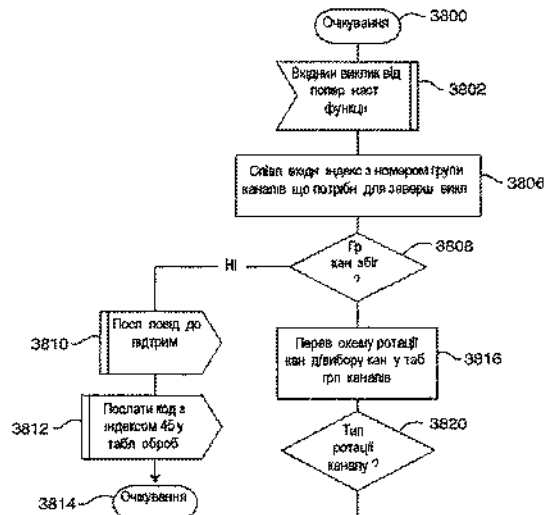 Очікування
3800
Вхідний виклик від
попер наст
функції
3802
Співв вхідн індекс з номером групи
каналів що потрібн для заверш викл
3806
Гр
кан збіг
?
3808
Ні
Посл повід до
підтрим
3810
Перев схему ротації
кан д/вибору кан у таб
груп каналів
3816
Послати код з
індексом 45 у
табл оброб
3812
Тип
ротації
каналу ?
3820
Очікування
3814